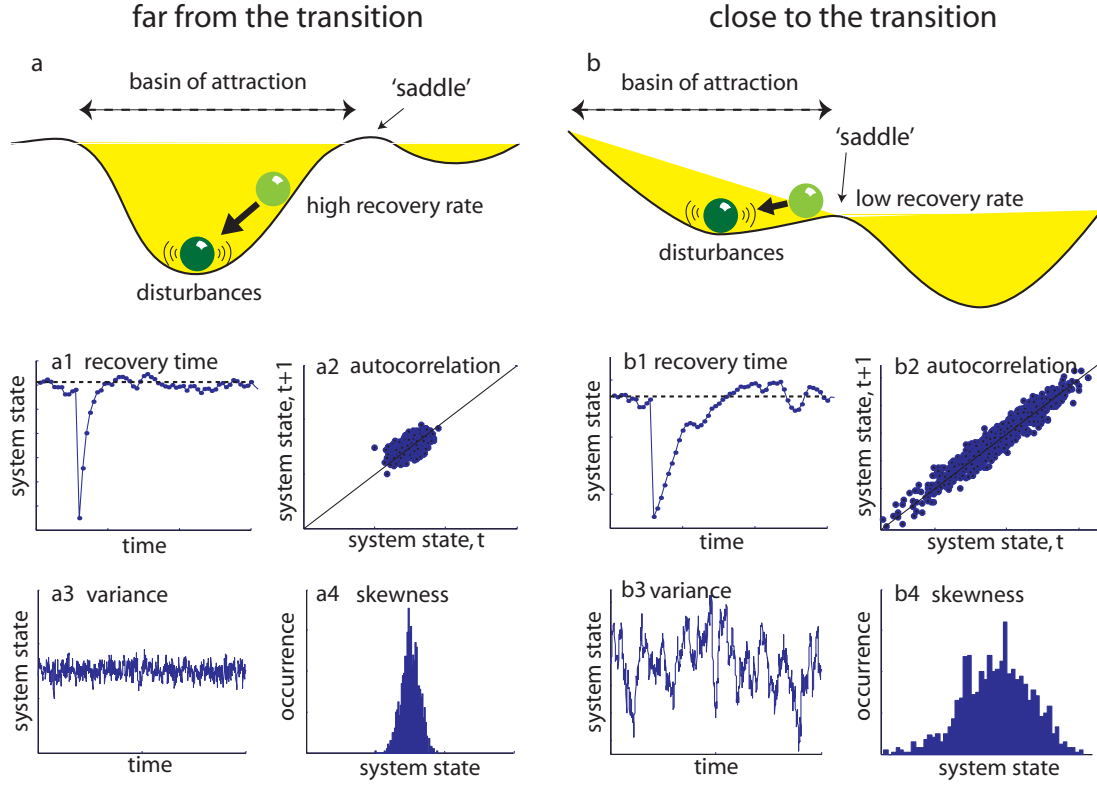 far from the transition
close to the transition
a
basin of attraction
'saddle'
high recovery rate
disturbances
b
basin of attraction
'saddle'
low recovery rate
disturbances
a1 recovery time
system state
time
a2 autocorrelation
system state, t+1
system state, t
b1 recovery time
system state
time
b2 autocorrelation
system state, t+1
system state, t
a3 variance
system state
time
a4 skewness
occurrence
system state
b3 variance
system state
time
b4 skewness
occurrence
system state